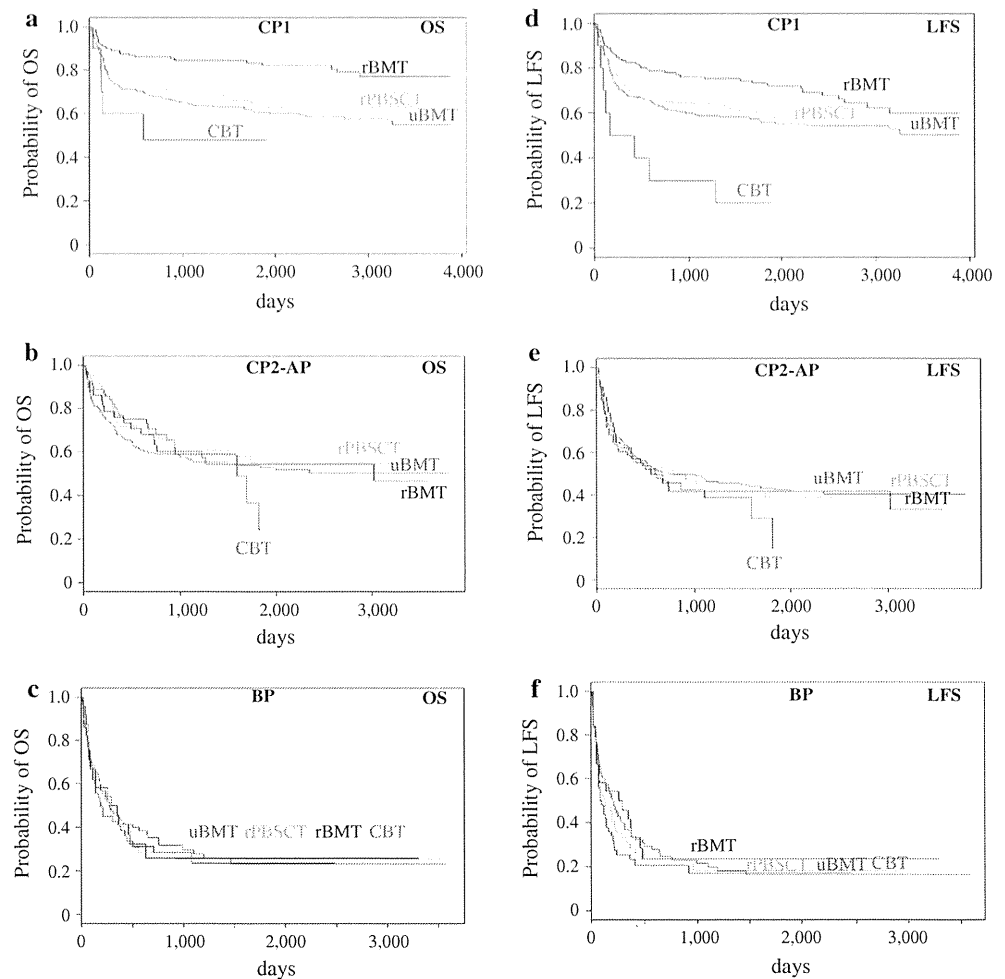 a
CP1
OS
Probability of OS
1.0
0.8
0.6
0.4
0.2
0
rBMT
rPBSCT
uBMT
CBT
0 1,000 2,000 3,000 4,000
days
d
CP1
LFS
Probability of LFS
1.0
0.8
0.6
0.4
0.2
0
rBMT
rPBSCT
uBMT
CBT
0 1,000 2,000 3,000 4,000
days
b
CP2-AP
OS
Probability of OS
1.0
0.8
0.6
0.4
0.2
0
rPBSCT
uBMT
rBMT
CBT
0 1,000 2,000 3,000
days
e
CP2-AP
LFS
Probability of LFS
1.0
0.8
0.6
0.4
0.2
0
uBMT rPBSCT
rBMT
CBT
0 1,000 2,000 3,000
days
c
BP
OS
Probability of OS
1.0
0.8
0.6
0.4
0.2
0
uBMT rPBSCT rBMT CBT
0 1,000 2,000 3,000
days
f
BP
LFS
Probability of LFS
1.0
0.8
0.6
0.4
0.2
0
rBMT
rPBSCT uBMT CBT
0 1,000 2,000 3,000
days